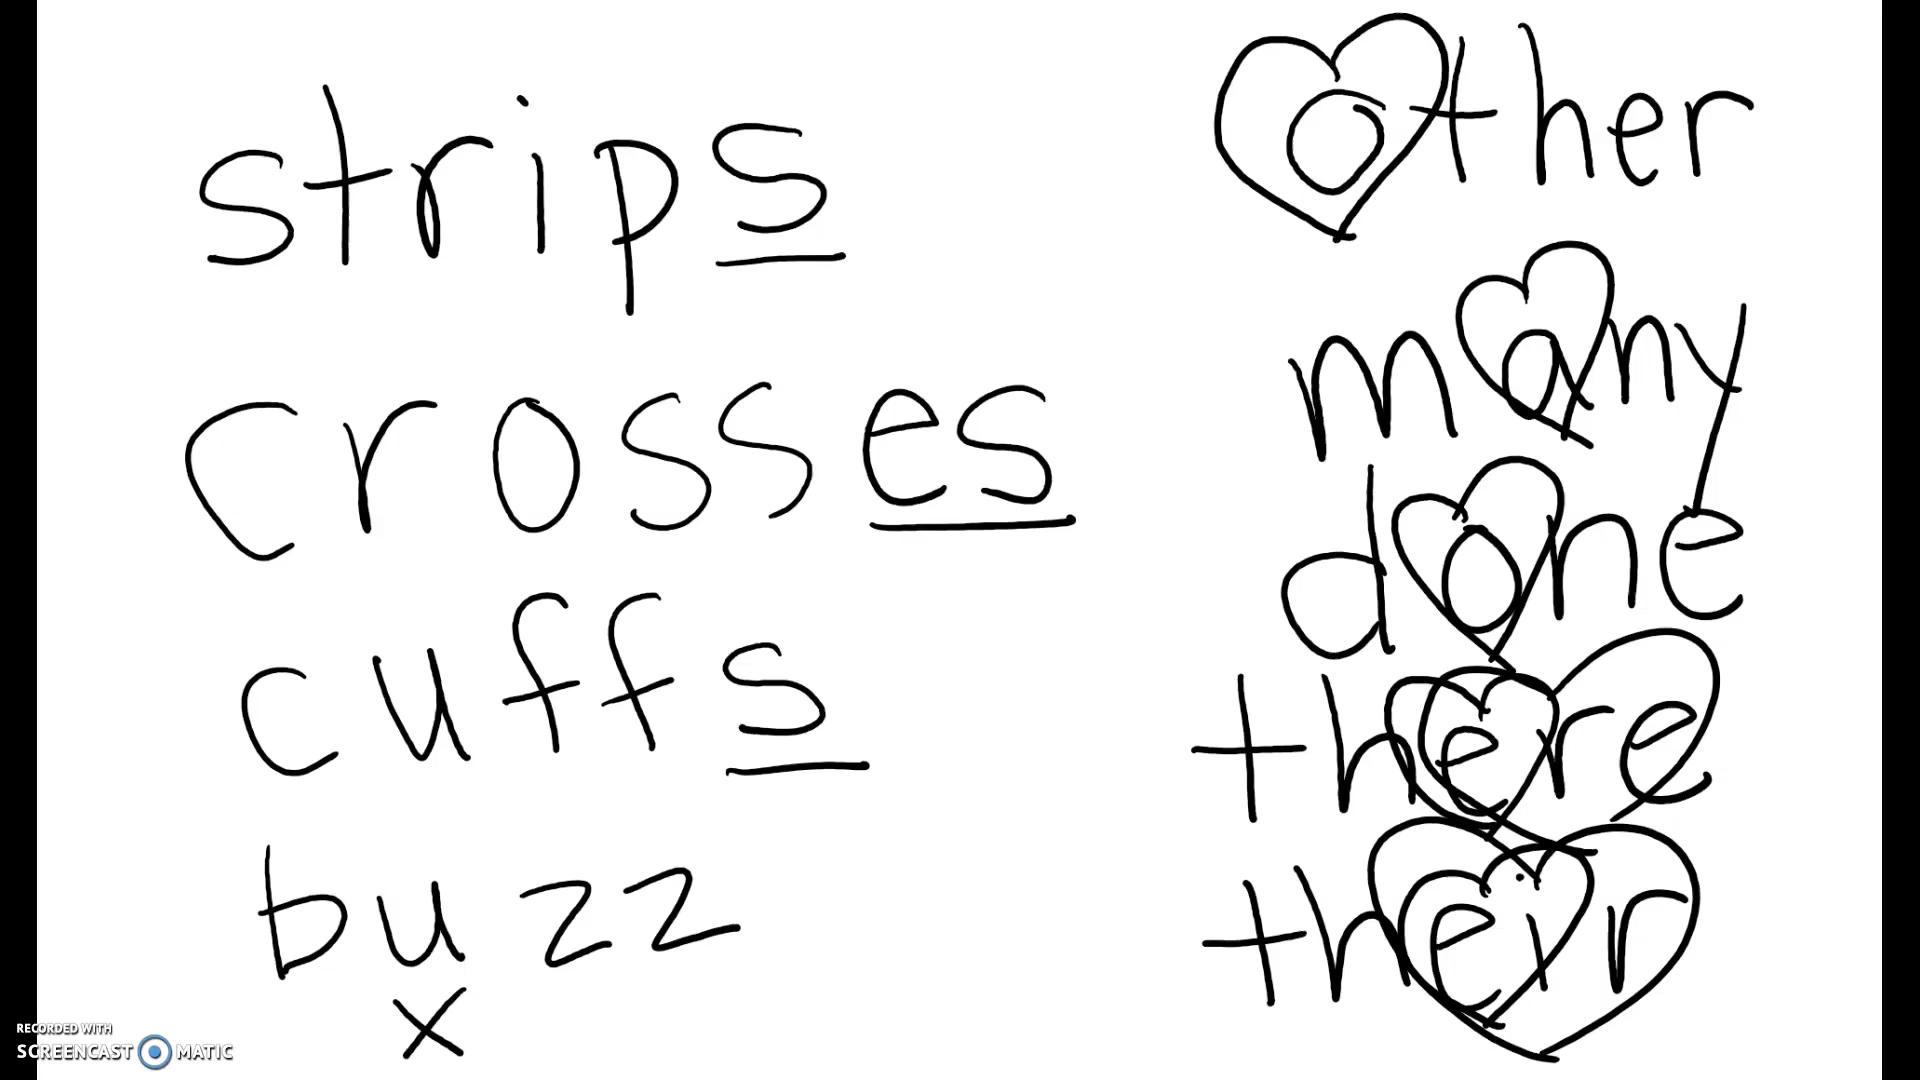 strips
crosses
cuffs
buzz
x
other
many
done
there
their
RECORDED WITH
SCREENCAST MATIC